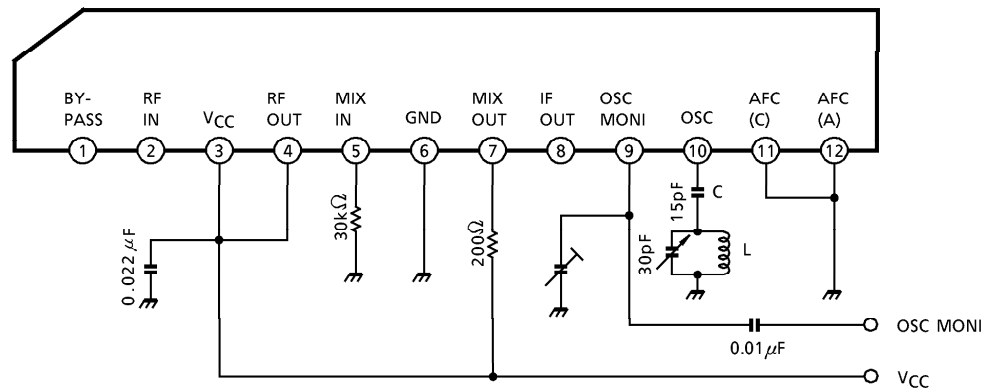 BY-
PASS
RF
IN
VCC
RF
OUT
MIX
IN
GND
MIX
OUT
IF
OUT
OSC
MONI
OSC
AFC
(C)
AFC
(A)
1 2 3 4 5 6 7 8 9 10 11 12
0.022 μF
30kΩ
200Ω
15pF
C
30pF
L
0.01μF
OSC MONI
VCC